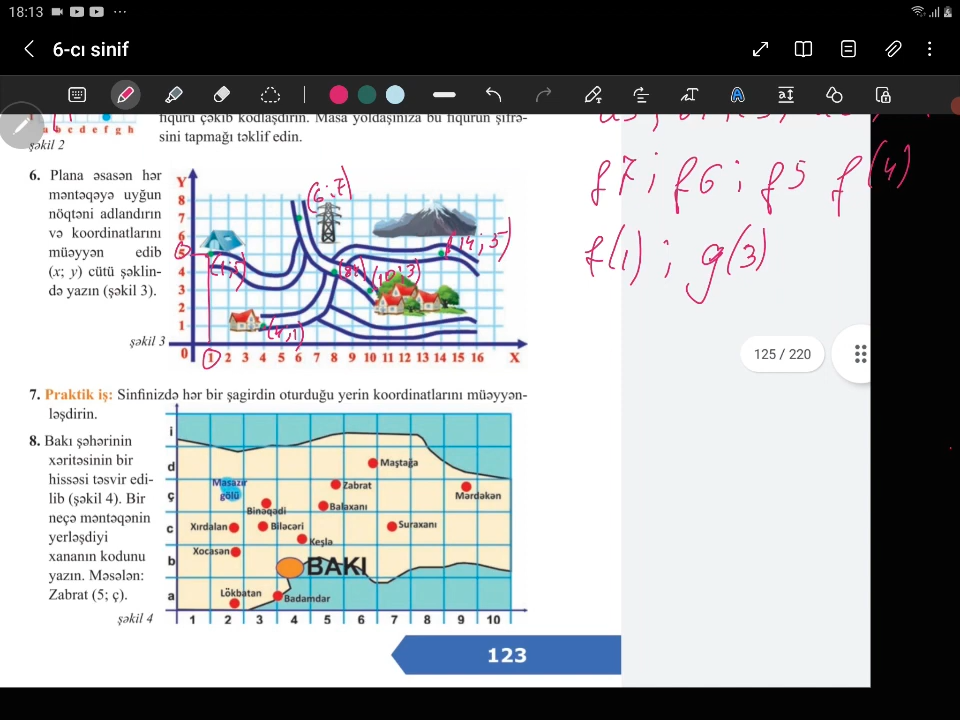 18:13
6-cı sinif
b c d e f g h
şəkil 2
fiquru çəkib kodlaşdırın. Masa yoldaşınıza bu fiqurun şifrə-
sini tapmağı təklif edin.
f7; f6; f5 f(4)
f(1); g(3)
6. Plana əsasən hər
məntəqəyə uyğun
nöqtəni adlandırın
və koordinatlarını
müəyyən edib
(x; y) cütü şəklin-
də yazın (şəkil 3).
şəkil 3
Y
8
7
6
5
4
3
2
1
0 1 2 3 4 5 6 7 8 9 10 11 12 13 14 15 16 X
(6;7)
(14;5)
(1;5)
(8;4)
(10;3)
(4;1)
125 / 220
7. Praktik iş: Sinfinizdə hər bir şagirdin oturduğu yerin koordinatlarını müəyyən-
ləşdirin.
8. Bakı şəhərinin
xəritəsinin bir
hissəsi təsvir edi-
lib (şəkil 4). Bir
neçə məntəqənin
yerləşdiyi
xananın kodunu
yazın. Məsələn:
Zabrat (5; ç).
şəkil 4
i
d
ç
c
b
a
1 2 3 4 5 6 7 8 9 10
Maştağa
Masazır
gölü
Zabrat
Mərdəkan
Binəqədi
Balaxanı
Xırdalan
Biləcəri
Suraxanı
Keşlə
Xocasən
BAKI
Lökbatan
Badamdar
123